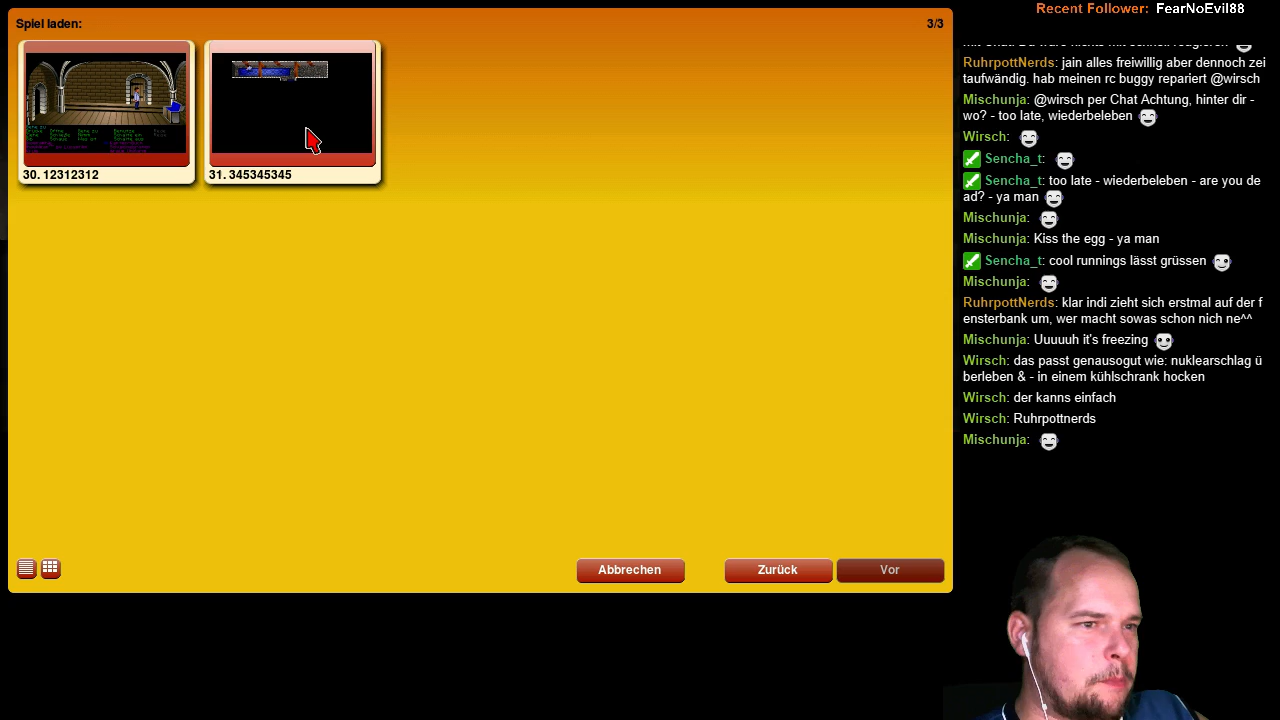 Spiel laden:
3/3
30. 12312312
31. 345345345
Abbrechen
Zurück
Vor
Recent Follower: FearNoEvil88
RuhrpottNerds: jain alles freiwillig aber dennoch zei
taufwändig. hab meinen rc buggy repariert @wirsch
Mischunja: @wirsch per Chat Achtung, hinter dir -
wo? - too late, wiederbeleben
Wirsch:
Sencha_t:
Sencha_t: too late - wiederbeleben - are you de
ad? - ya man
Mischunja:
Mischunja: Kiss the egg - ya man
Sencha_t: cool runnings lässt grüssen
Mischunja:
RuhrpottNerds: klar indi zieht sich erstmal auf der f
ensterbank um, wer macht sowas schon nich ne^^
Mischunja: Uuuuuh it's freezing
Wirsch: das passt genausogut wie: nuklearschlag ü
berleben & - in einem kühlschrank hocken
Wirsch: der kanns einfach
Wirsch: Ruhrpottnerds
Mischunja: